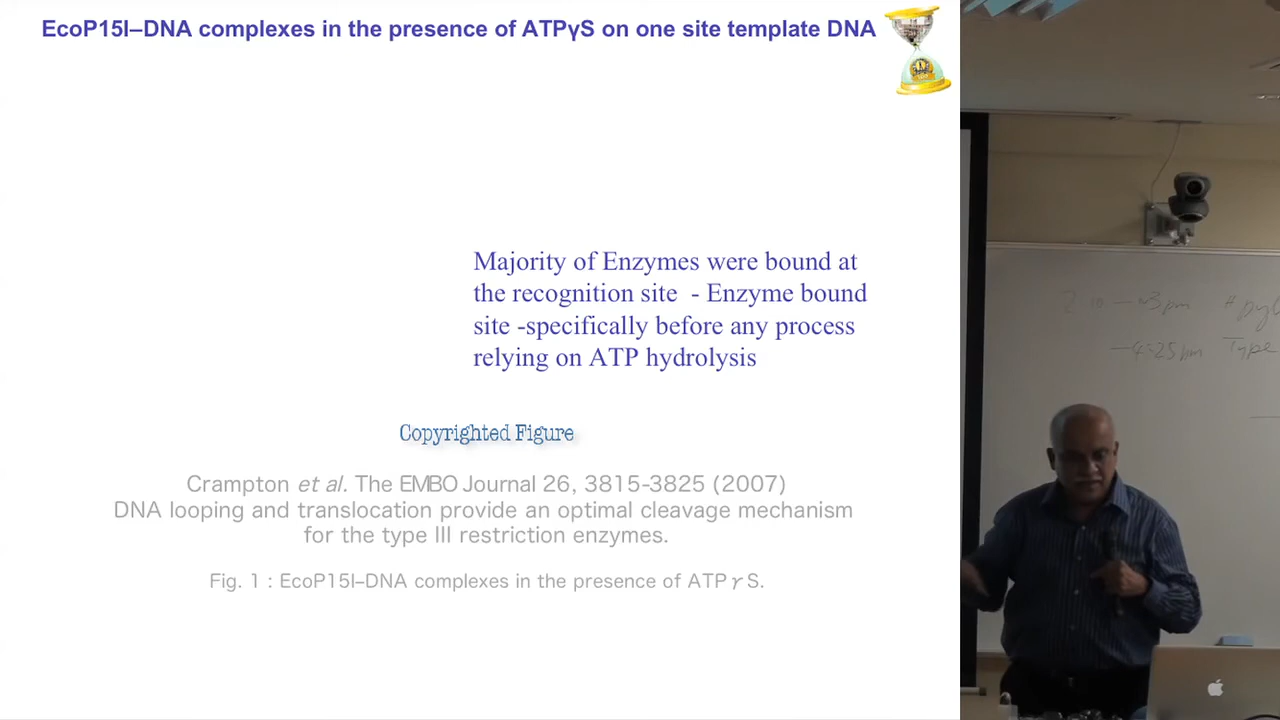 EcoP15I–DNA complexes in the presence of ATPγS on one site template DNA
Majority of Enzymes were bound at
the recognition site - Enzyme bound
site -specifically before any process
relying on ATP hydrolysis
Copyrighted Figure
Crampton et al. The EMBO Journal 26, 3815-3825 (2007)
DNA looping and translocation provide an optimal cleavage mechanism
for the type III restriction enzymes.
Fig. 1 : EcoP15I–DNA complexes in the presence of ATPγS.
Type